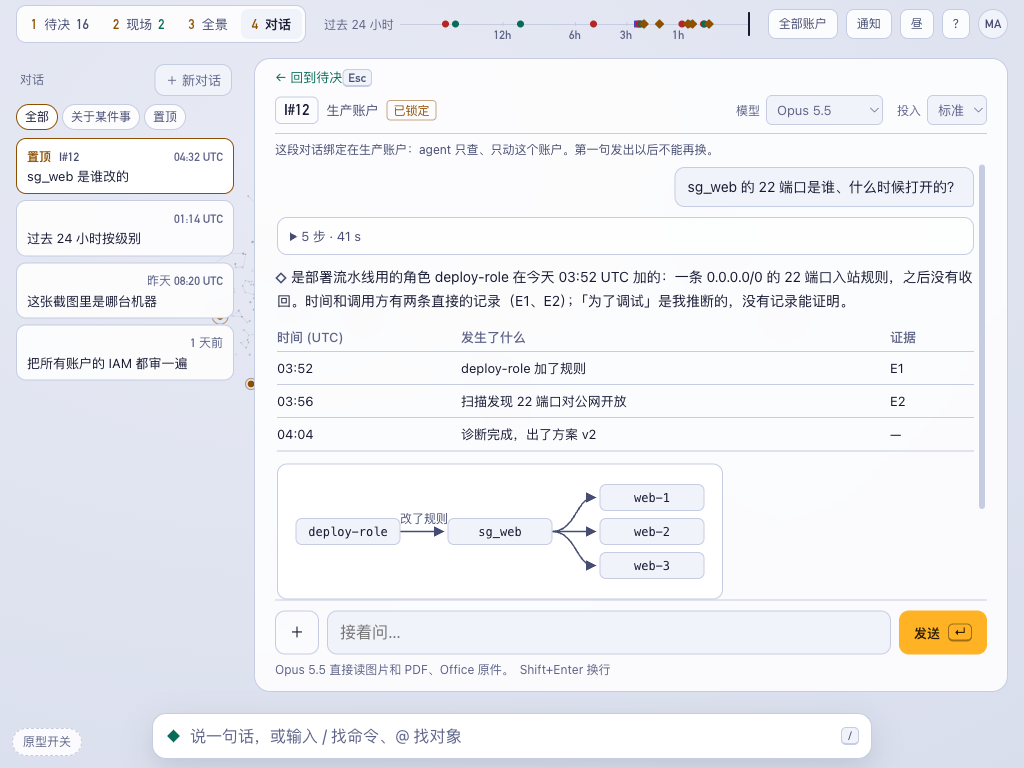 1 待决 16 2 现场 2 3 全景 4 对话
过去 24 小时
12h 6h 3h 1h
全部账户 通知 昼 ? MA
对话 + 新对话
全部 关于某件事 置顶
置顶 I#12 04:32 UTC
sg_web 是谁改的
01:14 UTC
过去 24 小时按级别
昨天 08:20 UTC
这张截图里是哪台机器
1 天前
把所有账户的 IAM 都审一遍
← 回到待决 Esc
I#12 生产账户 已锁定 模型 Opus 5.5 投入 标准
这段对话绑定在生产账户：agent 只查、只动这个账户。第一句发出以后不能再换。
sg_web 的 22 端口是谁、什么时候打开的?
▶ 5 步 · 41 s
◇ 是部署流水线用的角色 deploy-role 在今天 03:52 UTC 加的：一条 0.0.0.0/0 的 22 端口入站规则，之后没有收
回。时间和调用方有两条直接的记录（E1、E2）；「为了调试」是我推断的，没有记录能证明。
时间 (UTC) 发生了什么 证据
03:52 deploy-role 加了规则 E1
03:56 扫描发现 22 端口对公网开放 E2
04:04 诊断完成，出了方案 v2 —
deploy-role 改了规则 sg_web
web-1
web-2
web-3
+ 接着问... 发送 ↵
Opus 5.5 直接读图片和 PDF、Office 原件。 Shift+Enter 换行
原型开关
说一句话，或输入 / 找命令、@ 找对象 /